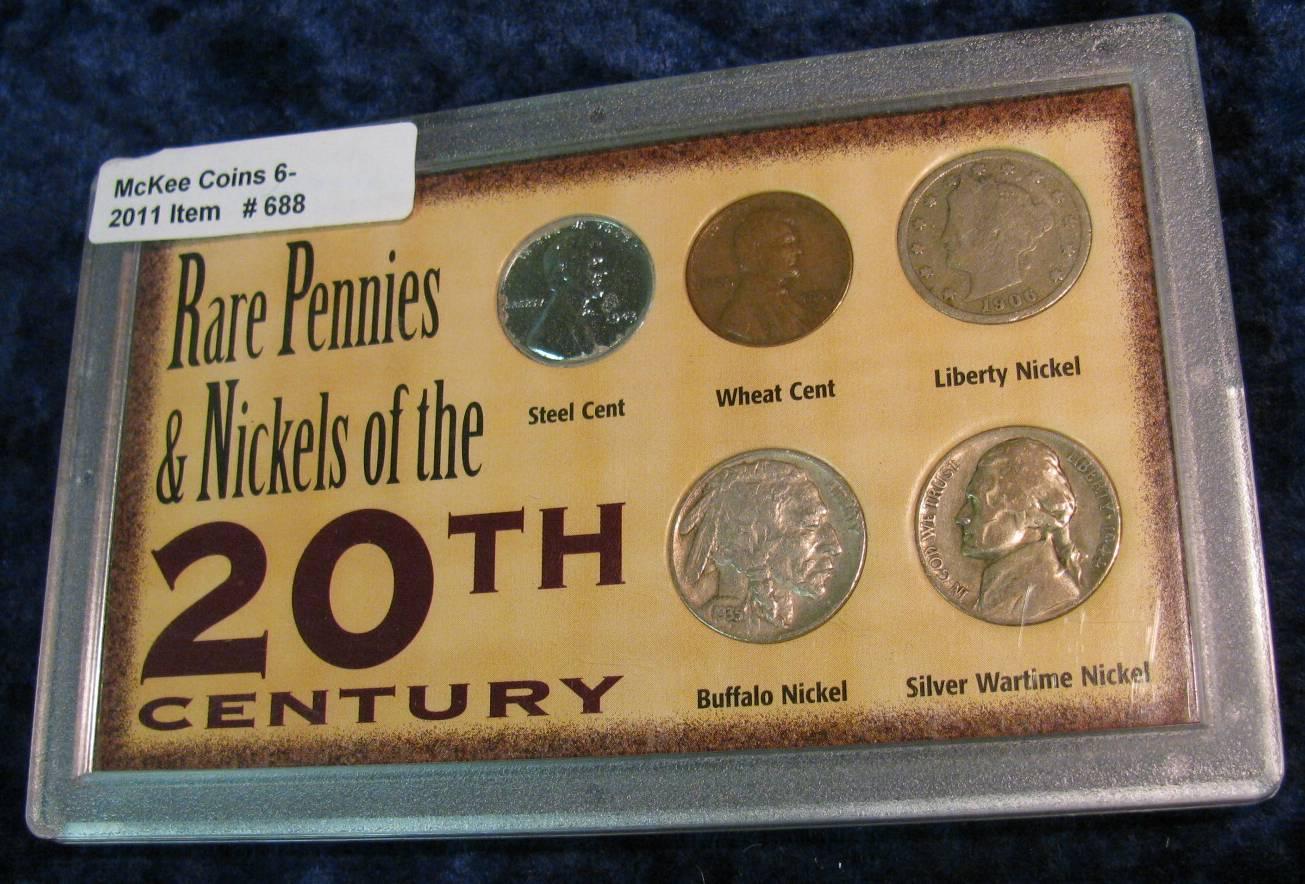 McKee Coins 6-
2011 Item # 688
Rare Pennies
& Nickels of the
20TH
CENTURY
Steel Cent
Wheat Cent
1906
Liberty Nickel
1935
Buffalo Nickel
IN GOD WE TRUST
LIBERTY
Silver Wartime Nickel